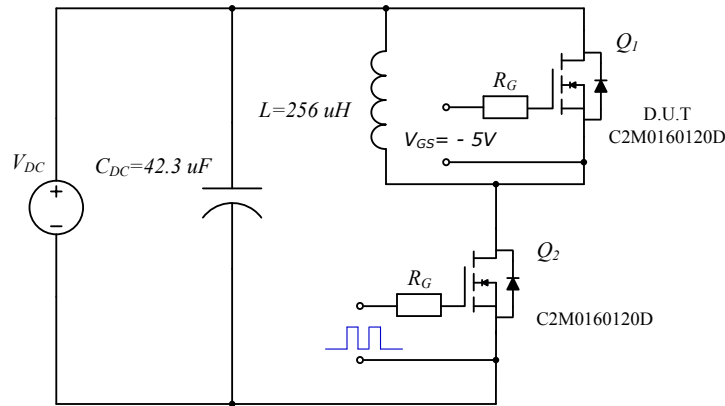 Q1
RG
L=256 uH
D.U.T
C2M0160120D
VGS= - 5V
VDC
CDC=42.3 uF
+
−
Q2
RG
C2M0160120D